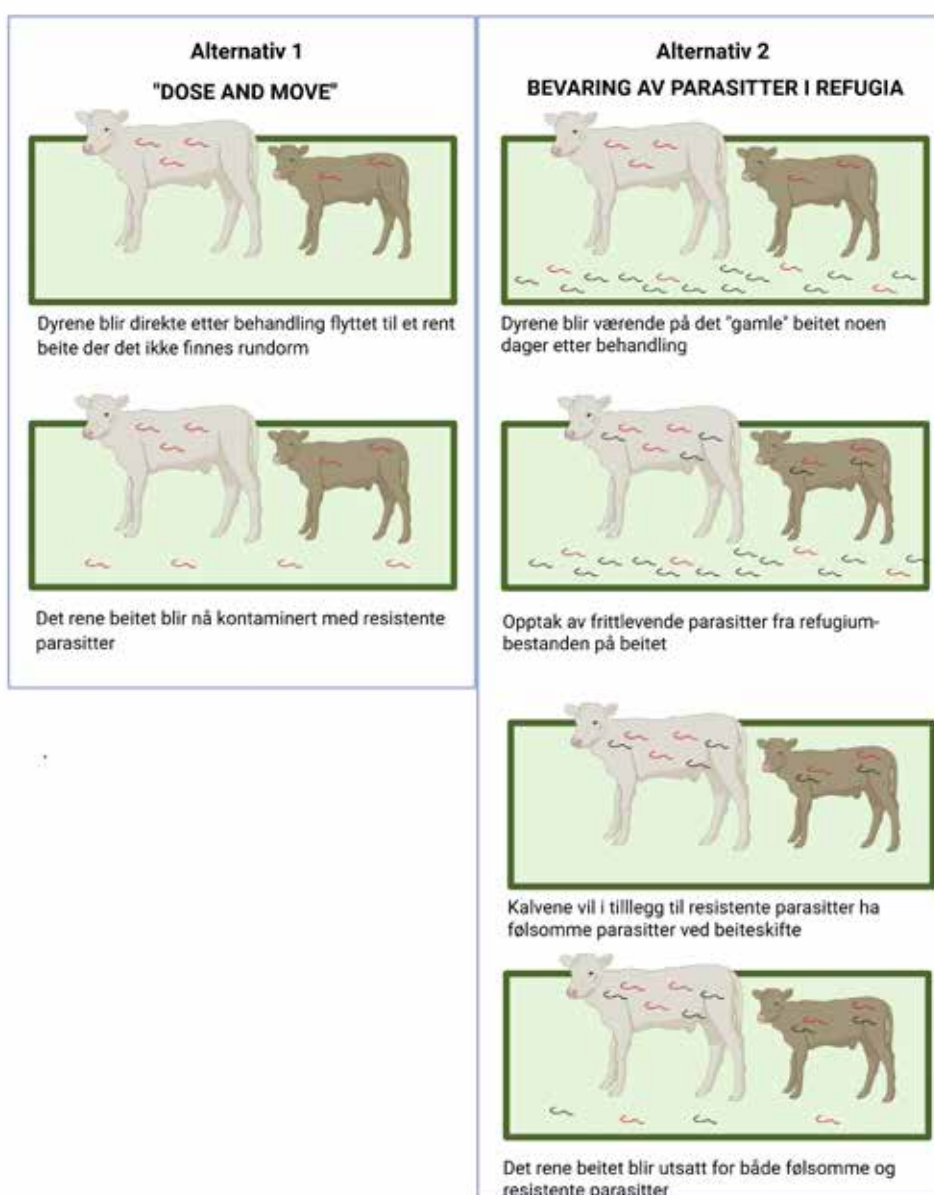 Alternativ 1
"DOSE AND MOVE"
Dyrene blir direkte etter behandling flyttet til et rent
beite der det ikke finnes rundorm
Det rene beitet blir nå kontaminert med resistente
parasitter
Alternativ 2
BEVARING AV PARASITTER I REFUGIA
Dyrene blir værende på det "gamle" beitet noen
dager etter behandling
Opptak av frittlevende parasitter fra refugium-
bestanden på beitet
Kalvene vil i tilllegg til resistente parasitter ha
følsomme parasitter ved beiteskifte
Det rene beitet blir utsatt for både følsomme og
resistente parasitter